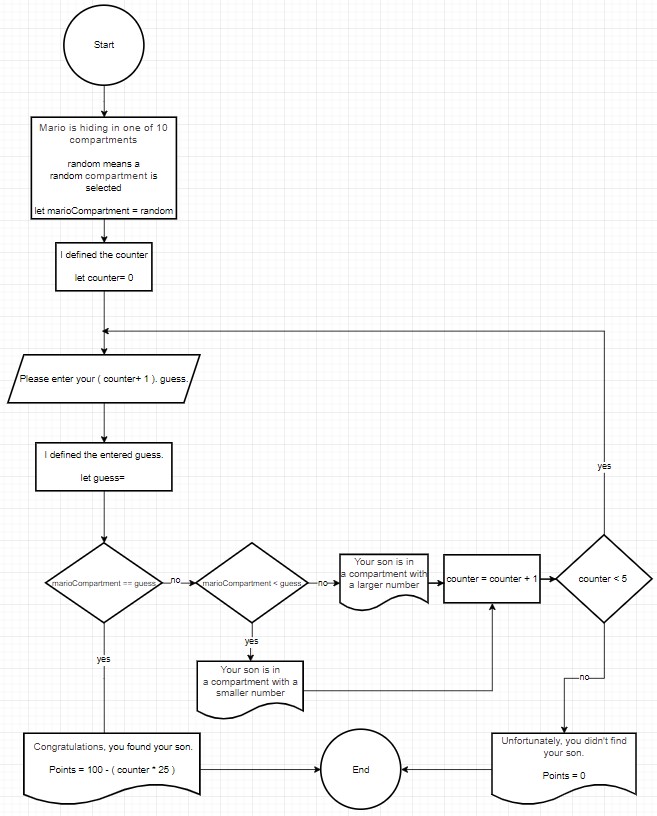 Start
Mario is hiding in one of 10
compartments
random means a
random compartment is
selected
let marioCompartment = random
I defined the counter
let counter= 0
Please enter your ( counter+ 1 ). guess.
I defined the entered guess.
let guess=
yes
marioCompartment == guess
no
marioCompartment < guess
no
Your son is in
a compartment with
a larger number
counter = counter + 1
counter < 5
yes
yes
Your son is in
a compartment with a
smaller number
no
Congratulations, you found your son.
Points = 100 - ( counter * 25 )
End
Unfortunately, you didn't find
your son.
Points = 0